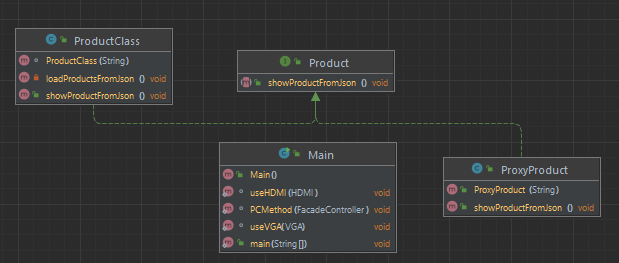 ProductClass
ProductClass (String)
loadProductsFromJson () void
showProductFromJson () void
Product
showProductFromJson () void
Main
Main ()
useHDMI (HDMI ) void
PCMethod (FacadeController ) void
useVGA(VGA) void
main (String []) void
ProxyProduct
ProxyProduct (String)
showProductFromJson () void